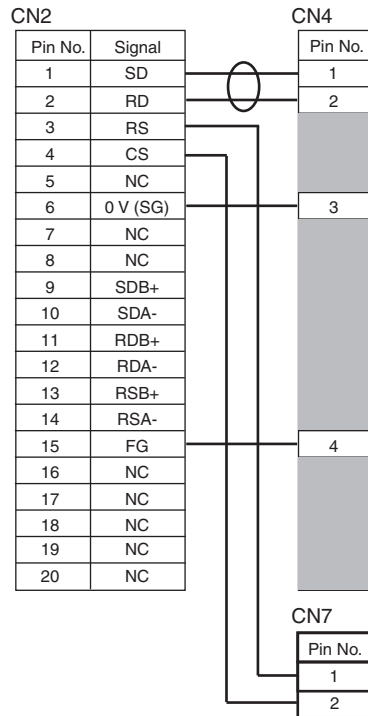 CN2
CN4
Pin No. Signal
Pin No.
1 SD
1
2 RD
2
3 RS
4 CS
5 NC
6 0 V (SG)
3
7 NC
8 NC
9 SDB+
10 SDA-
11 RDB+
12 RDA-
13 RSB+
14 RSA-
15 FG
4
16 NC
17 NC
18 NC
19 NC
20 NC
CN7
Pin No.
1
2